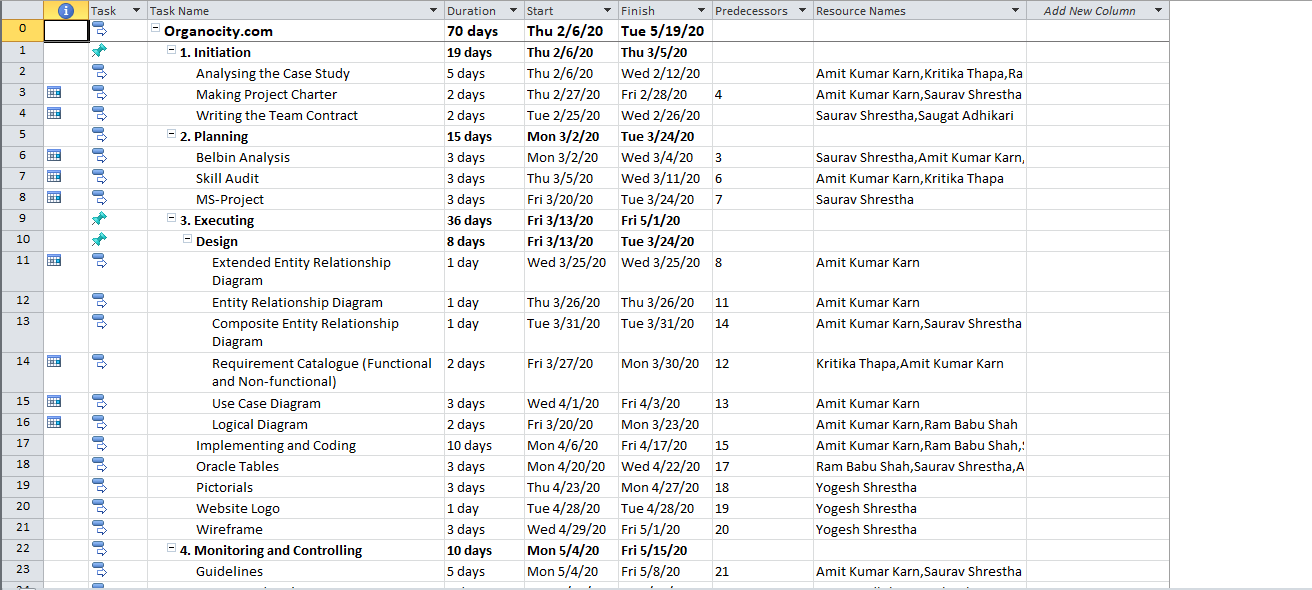 Task Task Name Duration Start Finish Predecessors Resource Names Add New Column
0 Organocity.com 70 days Thu 2/6/20 Tue 5/19/20
1 1. Initiation 19 days Thu 2/6/20 Thu 3/5/20
2 Analysing the Case Study 5 days Thu 2/6/20 Wed 2/12/20 Amit Kumar Karn,Kritika Thapa,Ra
3 Making Project Charter 2 days Thu 2/27/20 Fri 2/28/20 4 Amit Kumar Karn,Saurav Shrestha
4 Writing the Team Contract 2 days Tue 2/25/20 Wed 2/26/20 Saurav Shrestha,Saugat Adhikari
5 2. Planning 15 days Mon 3/2/20 Tue 3/24/20
6 Belbin Analysis 3 days Mon 3/2/20 Wed 3/4/20 3 Saurav Shrestha,Amit Kumar Karn,
7 Skill Audit 3 days Thu 3/5/20 Wed 3/11/20 6 Amit Kumar Karn,Kritika Thapa
8 MS-Project 3 days Fri 3/20/20 Tue 3/24/20 7 Saurav Shrestha
9 3. Executing 36 days Fri 3/13/20 Fri 5/1/20
10 Design 8 days Fri 3/13/20 Tue 3/24/20
11 Extended Entity Relationship 1 day Wed 3/25/20 Wed 3/25/20 8 Amit Kumar Karn
Diagram
12 Entity Relationship Diagram 1 day Thu 3/26/20 Thu 3/26/20 11 Amit Kumar Karn
13 Composite Entity Relationship 1 day Tue 3/31/20 Tue 3/31/20 14 Amit Kumar Karn,Saurav Shrestha
Diagram
14 Requirement Catalogue (Functional 2 days Fri 3/27/20 Mon 3/30/20 12 Kritika Thapa,Amit Kumar Karn
and Non-functional)
15 Use Case Diagram 3 days Wed 4/1/20 Fri 4/3/20 13 Amit Kumar Karn
16 Logical Diagram 2 days Fri 3/20/20 Mon 3/23/20 Amit Kumar Karn,Ram Babu Shah
17 Implementing and Coding 10 days Mon 4/6/20 Fri 4/17/20 15 Amit Kumar Karn,Ram Babu Shah,
18 Oracle Tables 3 days Mon 4/20/20 Wed 4/22/20 17 Ram Babu Shah,Saurav Shrestha,A
19 Pictorials 3 days Thu 4/23/20 Mon 4/27/20 18 Yogesh Shrestha
20 Website Logo 1 day Tue 4/28/20 Tue 4/28/20 19 Yogesh Shrestha
21 Wireframe 3 days Wed 4/29/20 Fri 5/1/20 20 Yogesh Shrestha
22 4. Monitoring and Controlling 10 days Mon 5/4/20 Fri 5/15/20
23 Guidelines 5 days Mon 5/4/20 Fri 5/8/20 21 Amit Kumar Karn,Saurav Shrestha